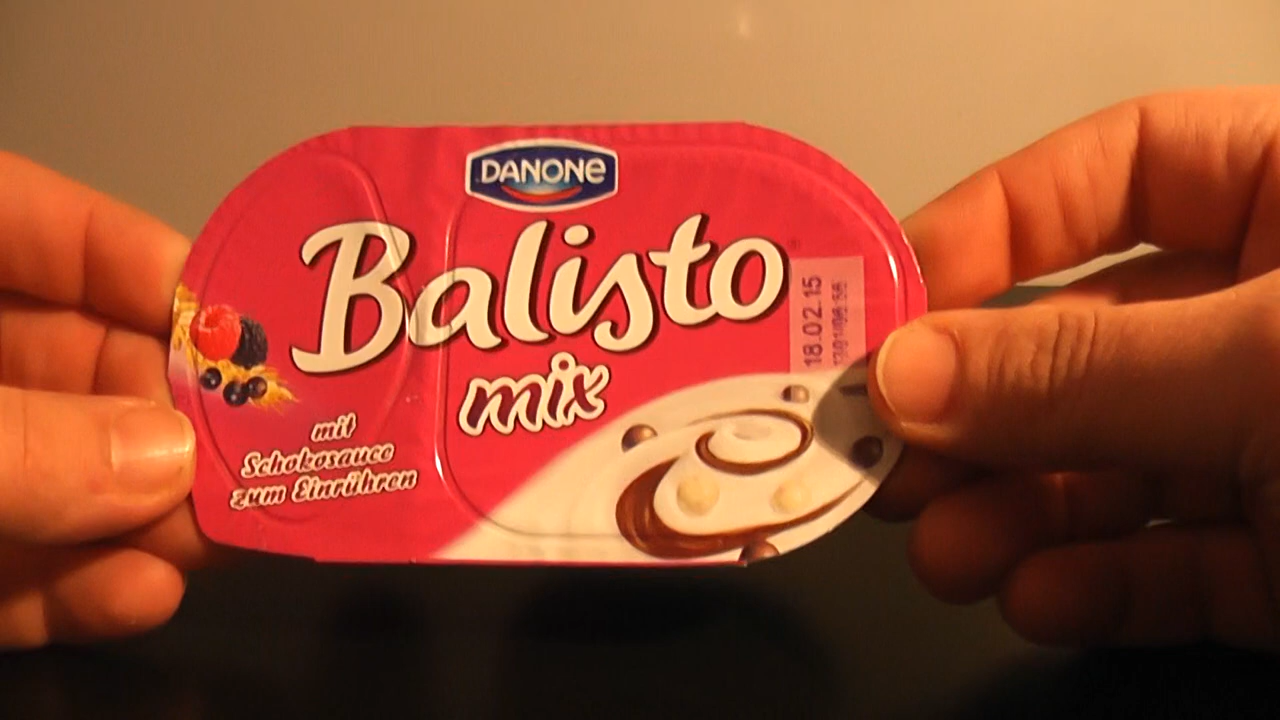 DANONE
Balisto
mix
mit
Schokosauce
zum Einrühren
18.02.15